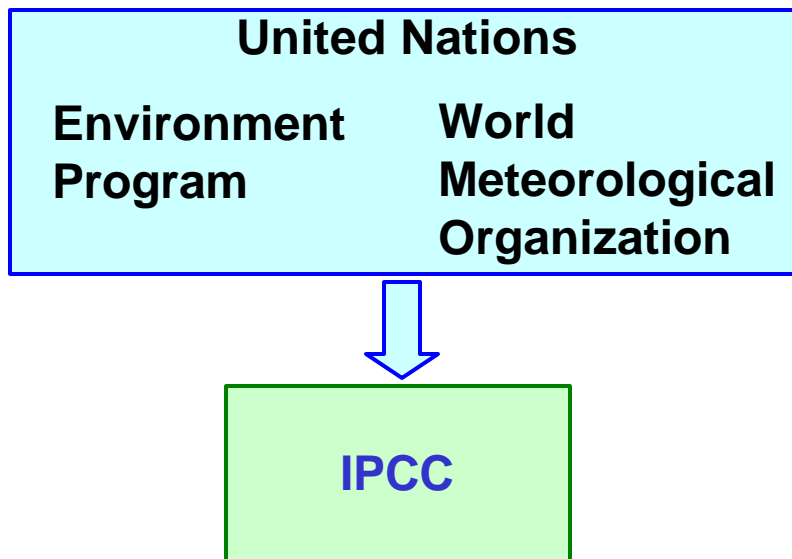 United Nations
Environment
Program
World
Meteorological
Organization
IPCC